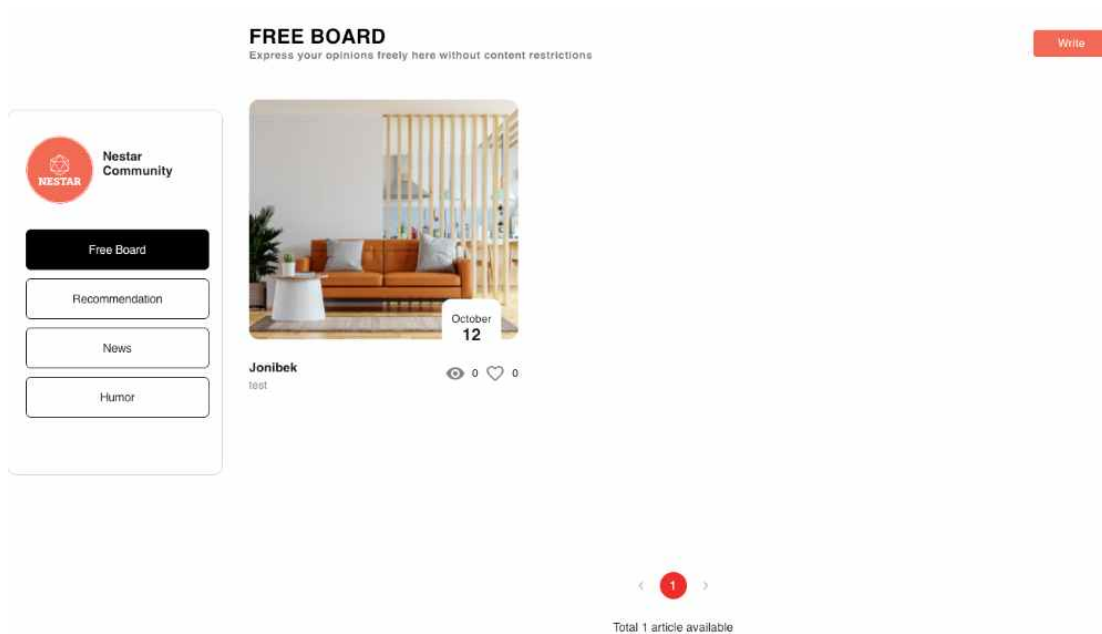 FREE BOARD
Express your opinions freely here without content restrictions
Write
NESTAR
Nestar
Community
Free Board
Recommendation
News
Humor
October
12
Jonibek
test
0
0
1
Total 1 article available